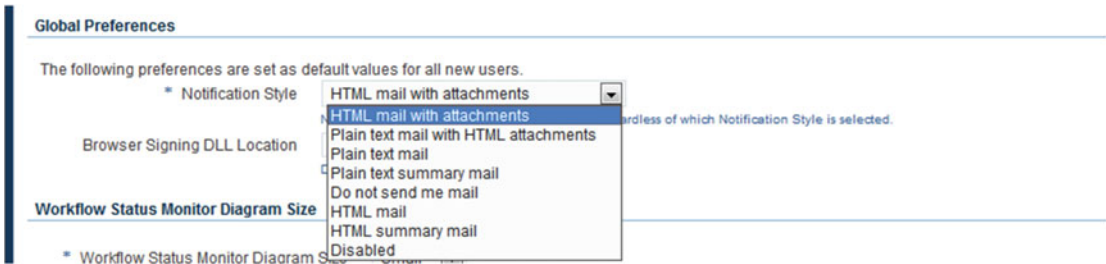 Global Preferences
The following preferences are set as default values for all new users.
* Notification Style HTML mail with attachments
HTML mail with attachments
regardless of which Notification Style is selected.
Plain text mail with HTML attachments
Browser Signing DLL Location
Plain text mail
Plain text summary mail
Do not send me mail
Workflow Status Monitor Diagram Size
HTML mail
HTML summary mail
Disabled
* Workflow Status Monitor Diagram